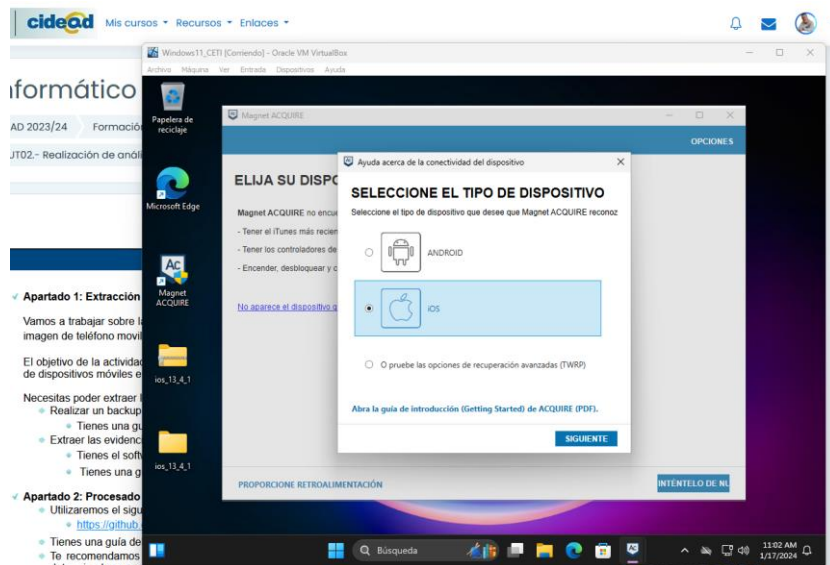 cidead Mis cursos Recursos Enlaces
Windows11_CETI [Corriendo] - Oracle VM VirtualBox
Archivo Máquina Ver Entrada Dispositivos Ayuda
nformático
AD 2023/24 Formació
UT02.- Realización de análi
Apartado 1: Extracción
Vamos a trabajar sobre l
imagen de teléfono movil
El objetivo de la actividad
de dispositivos móviles e
Necesitas poder extraer l
Realizar un backup
Tienes una gu
Extraer las evidenc
Tienes el soft
Tienes una g
Apartado 2: Procesado
Utilizaremos el sigu
https://github.
Tienes una guía de
Te recomendamos
Papelera de
reciclaje
Microsoft Edge
Ac
Magnet
ACQUIRE
ios_13_4_1
ios_13_4_1
Magnet ACQUIRE
OPCIONES
ELIJA SU DISPO
Magnet ACQUIRE no encue
- Tener el iTunes más recien
- Tener los controladores de
- Encender, desbloquear y c
No aparece el dispositivo q
PROPORCIONE RETROALIMENTACIÓN
INTÉNTELO DE NU
Ayuda acerca de la conectividad del dispositivo
SELECCIONE EL TIPO DE DISPOSITIVO
Seleccione el tipo de dispositivo que desee que Magnet ACQUIRE reconoz
ANDROID
iOS
O pruebe las opciones de recuperación avanzadas (TWRP)
Abra la guía de introducción (Getting Started) de ACQUIRE (PDF).
SIGUIENTE
Búsqueda
11:02 AM
1/17/2024